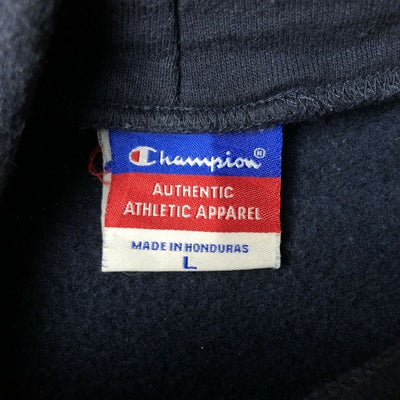 Champion®
AUTHENTIC
ATHLETIC APPAREL
MADE IN HONDURAS
L